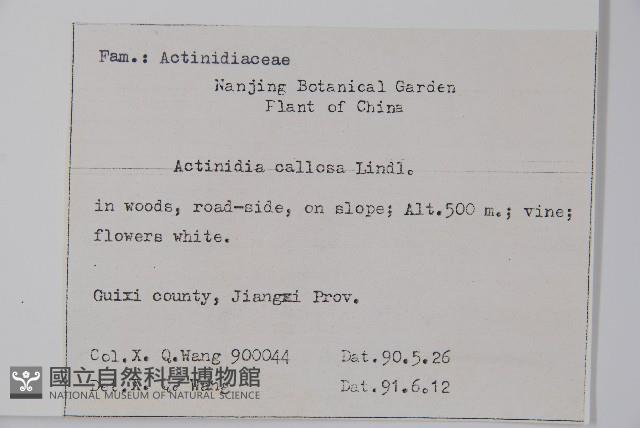 Fam.: Actinidiaceae
Nanjing Botanical Garden
Plant of China
Actinidia callosa Lindl.
in woods, road-side, on slope; Alt.500 m.; vine;
flowers white.
Guixi county, Jiangxi Prov.
Col.X. Q.Wang 900044 Dat.90.5.26
Det.X. Q. Wang Dat.91.6.12
國立自然科學博物館
NATIONAL MUSEUM OF NATURAL SCIENCE